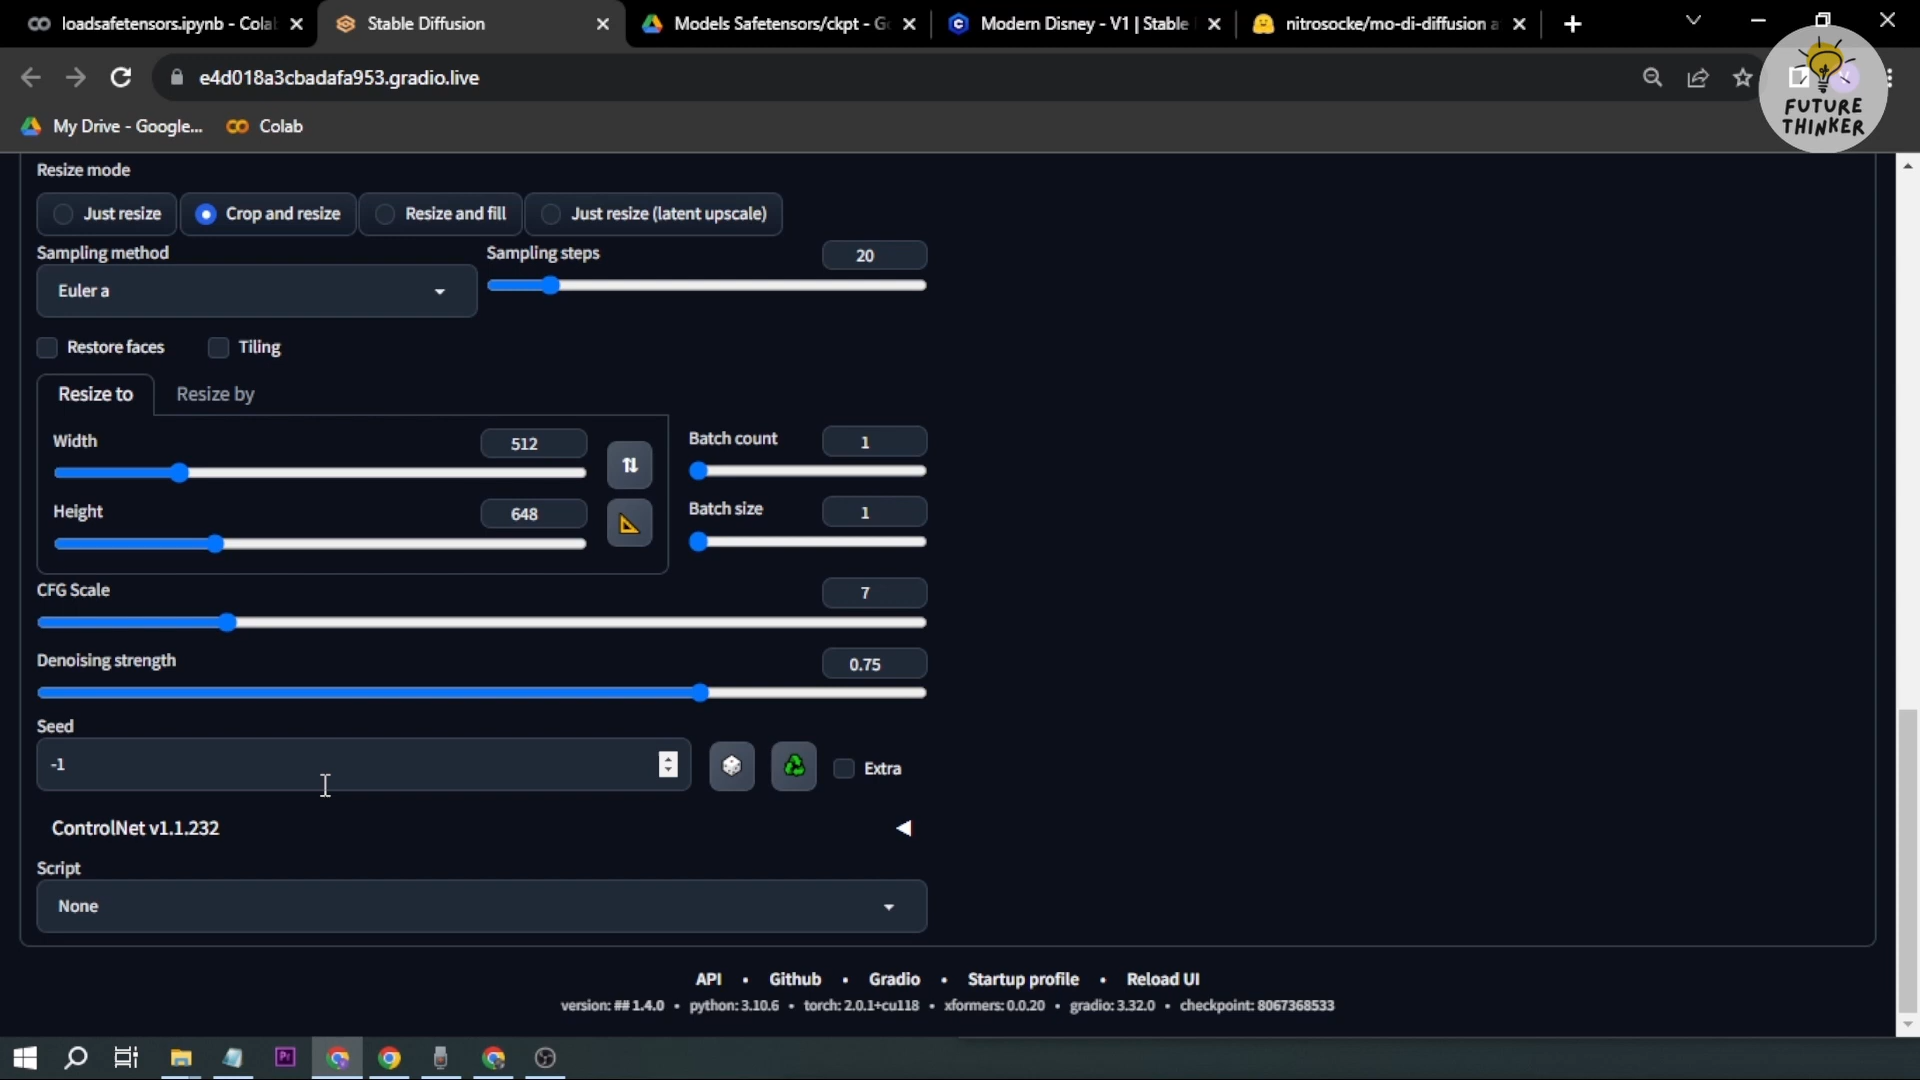 loadsafetensors.ipynb - Cola
Stable Diffusion
Models Safetensors/ckpt - Go
Modern Disney - V1 | Stable
nitrosocke/mo-di-diffusion a
e4d018a3cbadafa953.gradio.live
FUTURE
THINKER
My Drive - Google...
Colab
Resize mode
Just resize
Crop and resize
Resize and fill
Just resize (latent upscale)
Sampling method
Sampling steps
20
Euler a
Restore faces
Tiling
Resize to
Resize by
Width
512
Batch count
1
Height
648
Batch size
1
CFG Scale
7
Denoising strength
0.75
Seed
-1
Extra
ControlNet v1.1.232
Script
None
API • Github • Gradio • Startup profile • Reload UI
version: ## 1.4.0 • python: 3.10.6 • torch: 2.0.1+cu118 • xformers: 0.0.20 • gradio: 3.32.0 • checkpoint: 8067368533
Pr